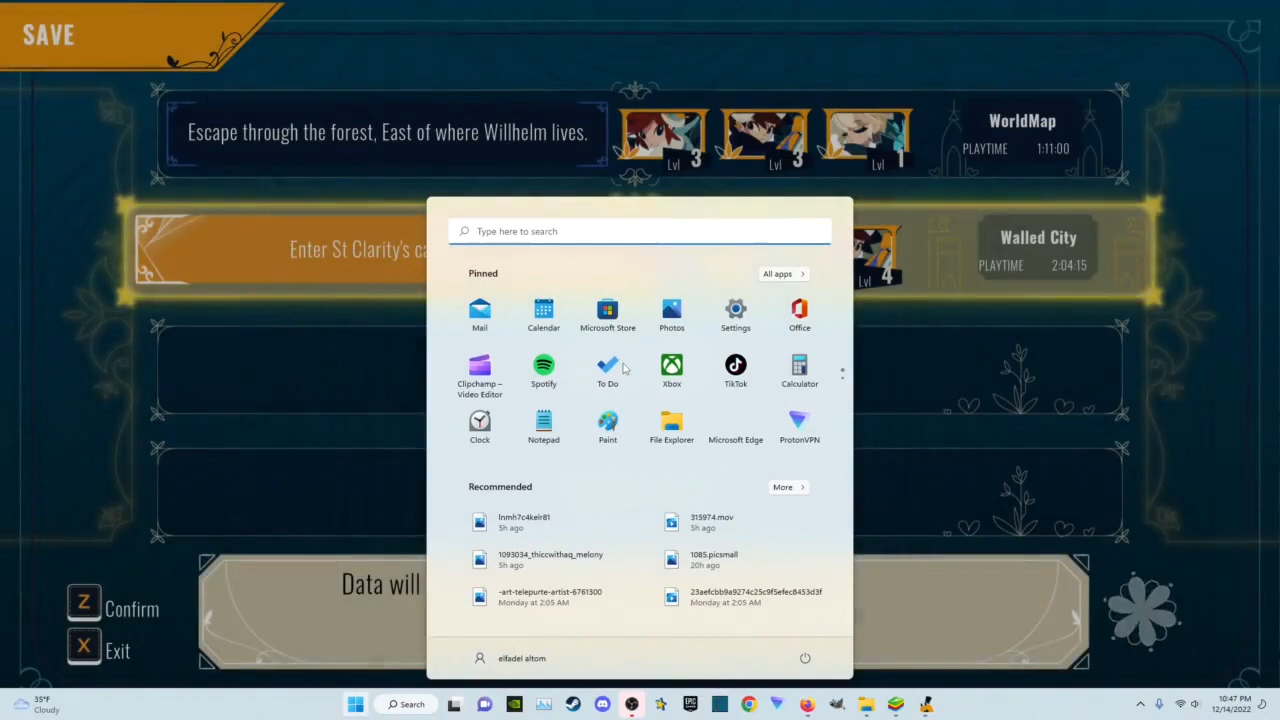 SAVE
Escape through the forest, East of where Willhelm lives.
Lvl 3
Lvl 3
Lvl 1
WorldMap
PLAYTIME 1:11:00
Enter St Clarity's ca
Lvl 4
Walled City
PLAYTIME 2:04:15
Type here to search
Pinned
All apps >
Mail
Calendar
Microsoft Store
Photos
Settings
Office
Clipchamp –
Video Editor
Spotify
To Do
Xbox
TikTok
Calculator
Clock
Notepad
Paint
File Explorer
Microsoft Edge
ProtonVPN
Recommended
More >
lnmh7c4kelr81
5h ago
315974.mov
5h ago
1093034_thiccwithaq_melony
5h ago
1085.picsmall
20h ago
-art-telepurte-artist-6761300
Monday at 2:05 AM
23aefcbb9a9274c25c9f5efec8453d3f
Monday at 2:05 AM
Data will
Z Confirm
X Exit
elfadel altom
35°F
Cloudy
Search
EPIC
GAMES
10:47 PM
12/14/2022